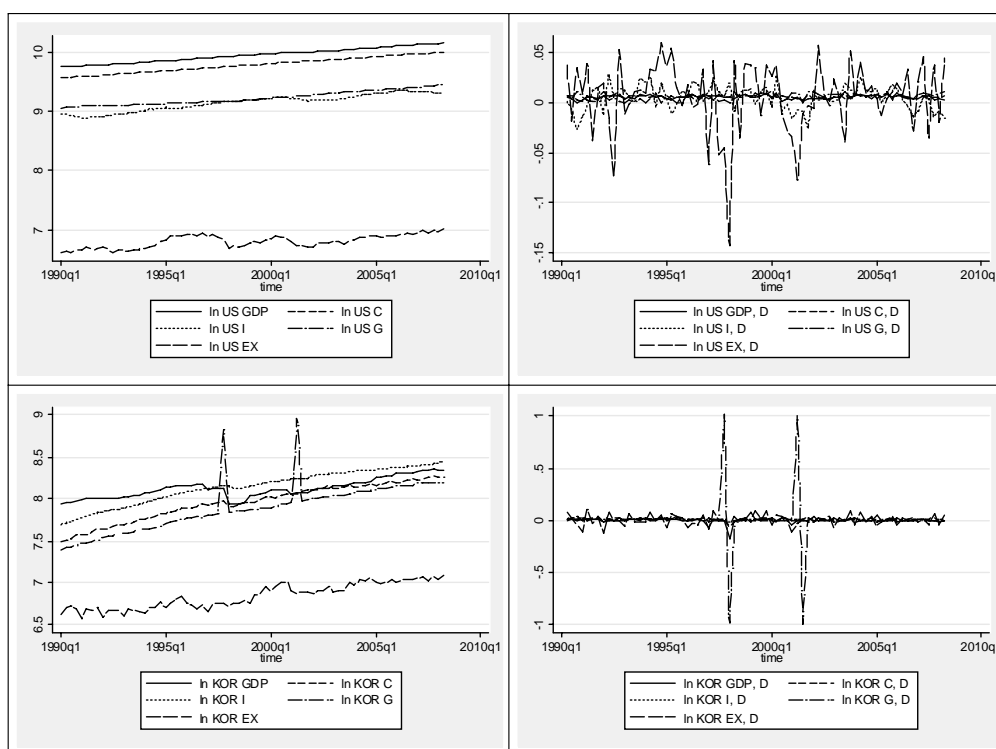 10
9
8
7
1990q1 1995q1 2000q1 2005q1 2010q1
time
ln US GDP ln US C
ln US I ln US G
ln US EX
.05
0
-.05
-.1
-.15
1990q1 1995q1 2000q1 2005q1 2010q
time
ln US GDP, D ln US C, D
ln US I, D ln US G, D
ln US EX, D
9
8.5
8
7.5
7
6.5
1990q1 1995q1 2000q1 2005q1 2010q1
time
ln KOR GDP ln KOR C
ln KOR I ln KOR G
ln KOR EX
1
.5
0
-.5
-1
1990q1 1995q1 2000q1 2005q1 2010q
time
ln KOR GDP, D ln KOR C, D
ln KOR I, D ln KOR G, D
ln KOR EX, D